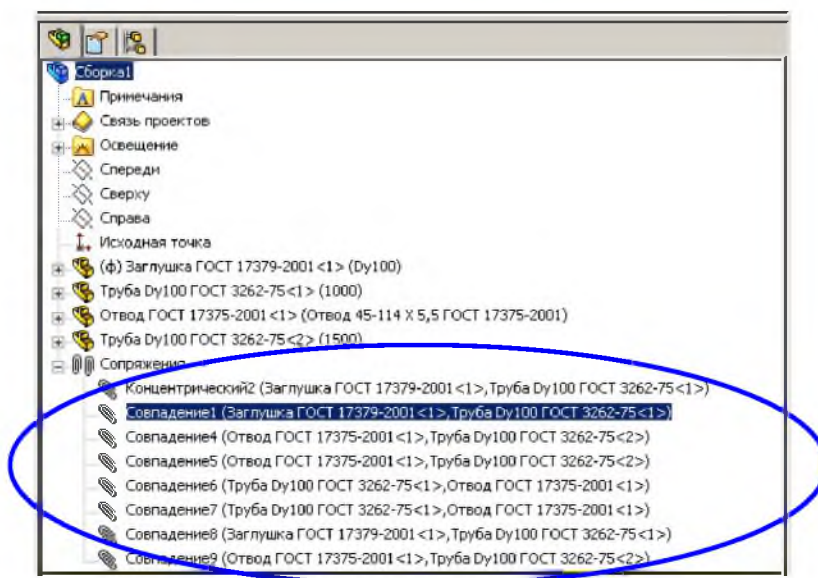 Сборка1
Примечания
Связь проектов
Освещение
Спереди
Сверху
Справа
Исходная точка
(ф) Заглушка ГОСТ 17379-2001<1> (Dy100)
Труба Dy100 ГОСТ 3262-75<1> (1000)
Отвод ГОСТ 17375-2001<1> (Отвод 45-114 X 5,5 ГОСТ 17375-2001)
Труба Dy100 ГОСТ 3262-75<2> (1500)
Сопряжения
Концентрический2 (Заглушка ГОСТ 17379-2001<1>,Труба Dy100 ГОСТ 3262-75<1>)
Совпадение1 (Заглушка ГОСТ 17379-2001<1>,Труба Dy100 ГОСТ 3262-75<1>)
Совпадение4 (Отвод ГОСТ 17375-2001<1>,Труба Dy100 ГОСТ 3262-75<2>)
Совпадение5 (Отвод ГОСТ 17375-2001<1>,Труба Dy100 ГОСТ 3262-75<2>)
Совпадение6 (Труба Dy100 ГОСТ 3262-75<1>,Отвод ГОСТ 17375-2001<1>)
Совпадение7 (Труба Dy100 ГОСТ 3262-75<1>,Отвод ГОСТ 17375-2001<1>)
Совпадение8 (Заглушка ГОСТ 17379-2001<1>,Труба Dy100 ГОСТ 3262-75<1>)
Совпадение9 (Отвод ГОСТ 17375-2001<1>,Труба Dy100 ГОСТ 3262-75<2>)